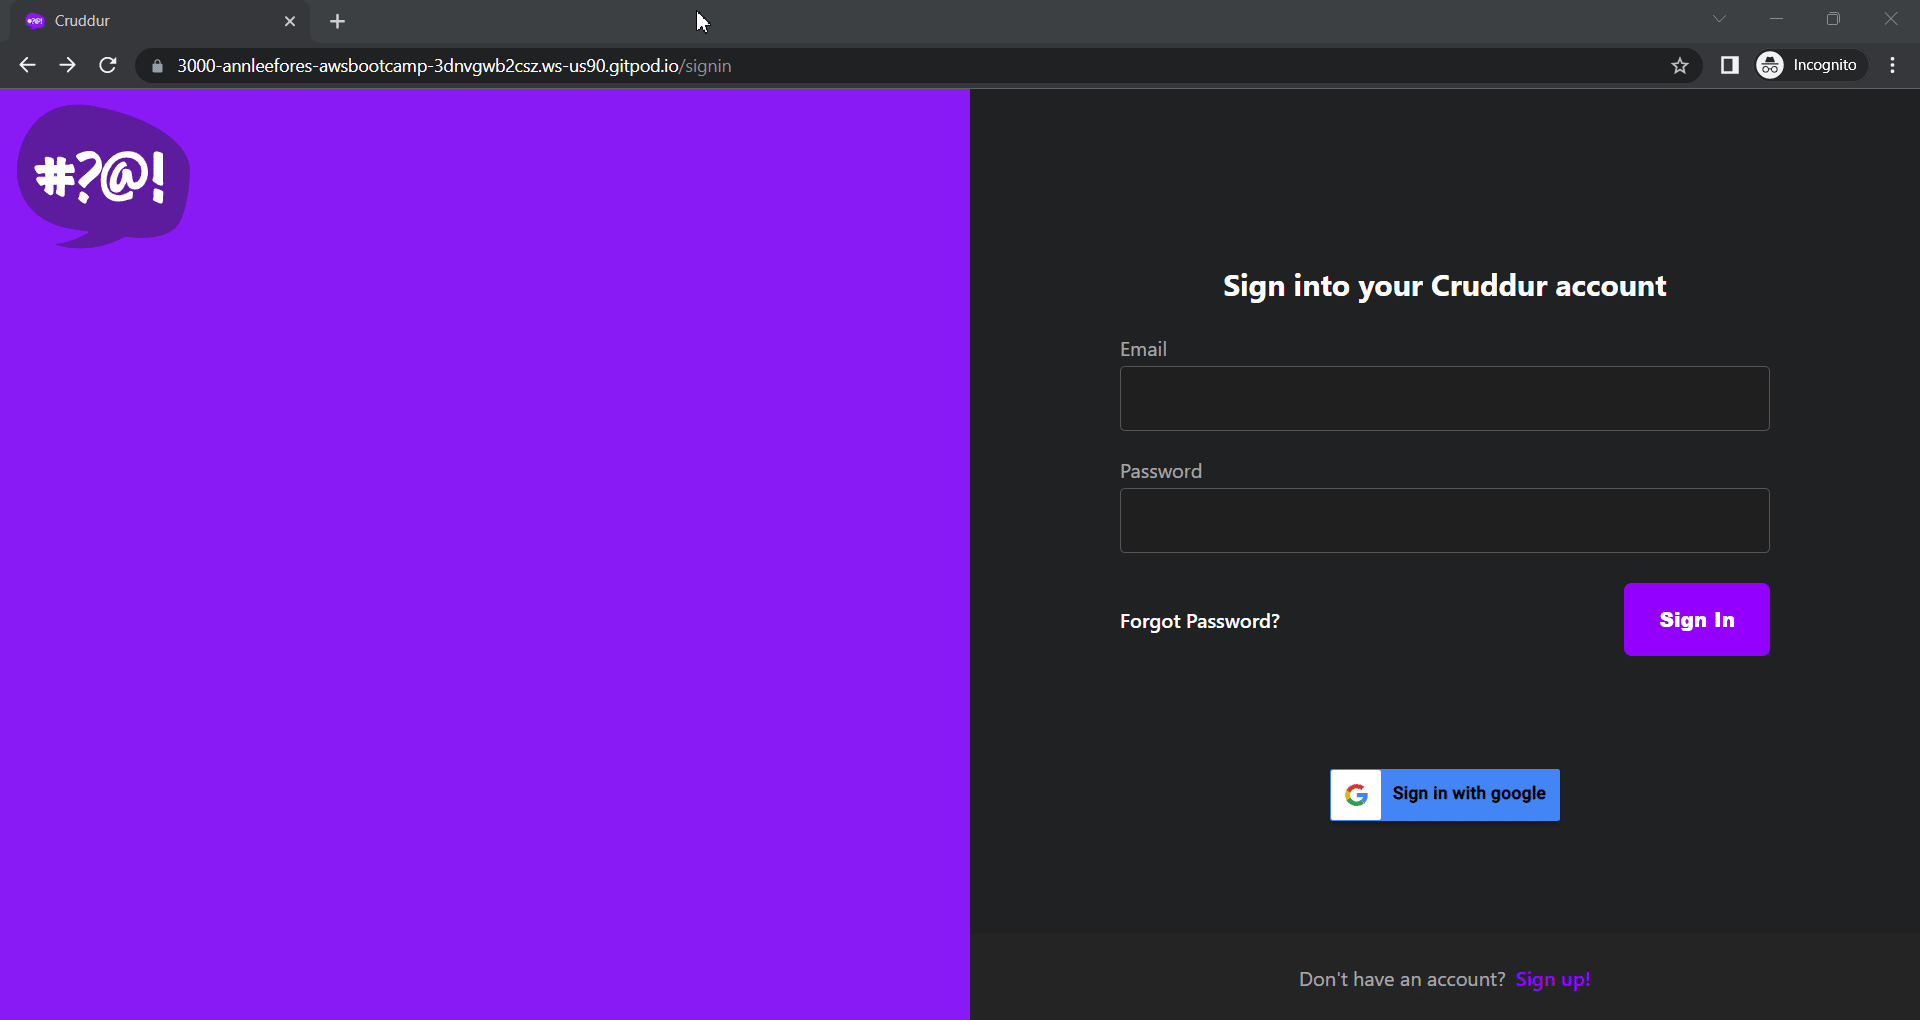 Cruddur
3000-annleefores-awsbootcamp-3dnvgwb2csz.ws-us90.gitpod.io/signin
Incognito
#?@!
Sign into your Cruddur account
Email
Password
Forgot Password?
Sign In
G Sign in with google
Don't have an account? Sign up!